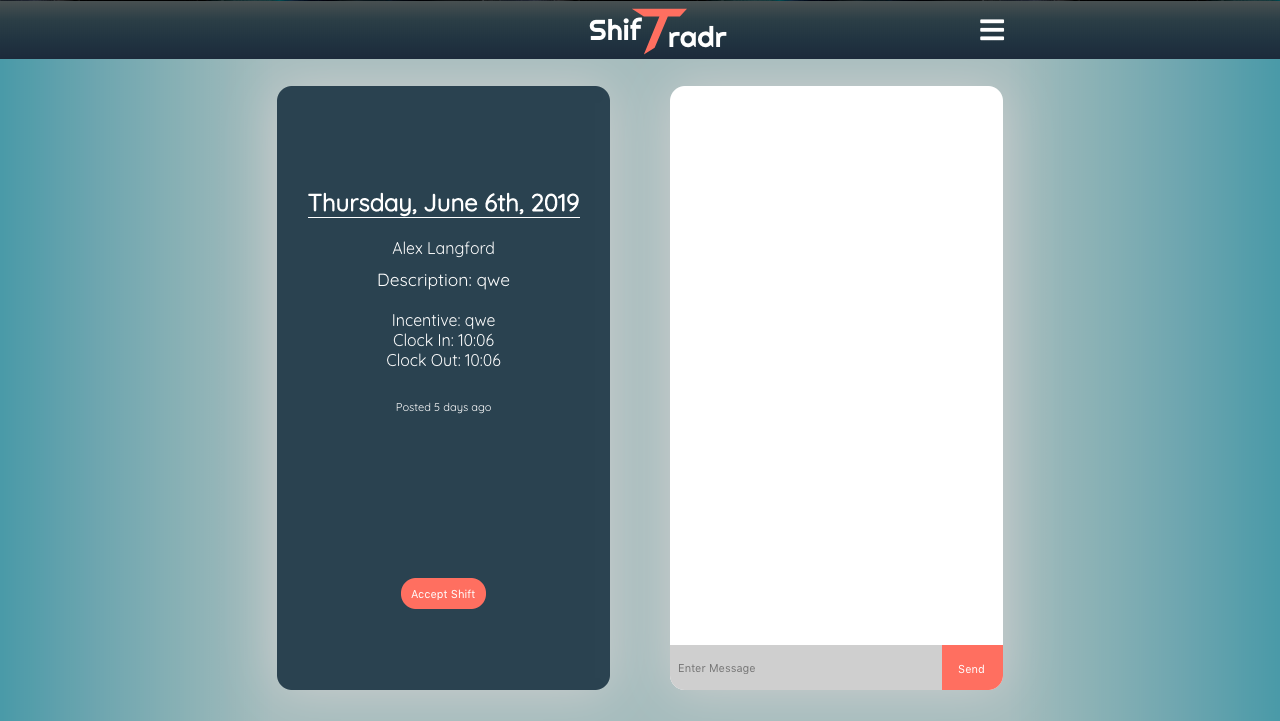 ShifTradr
Thursday, June 6th, 2019
Alex Langford
Description: qwe
Incentive: qwe
Clock In: 10:06
Clock Out: 10:06
Posted 5 days ago
Accept Shift
Enter Message
Send